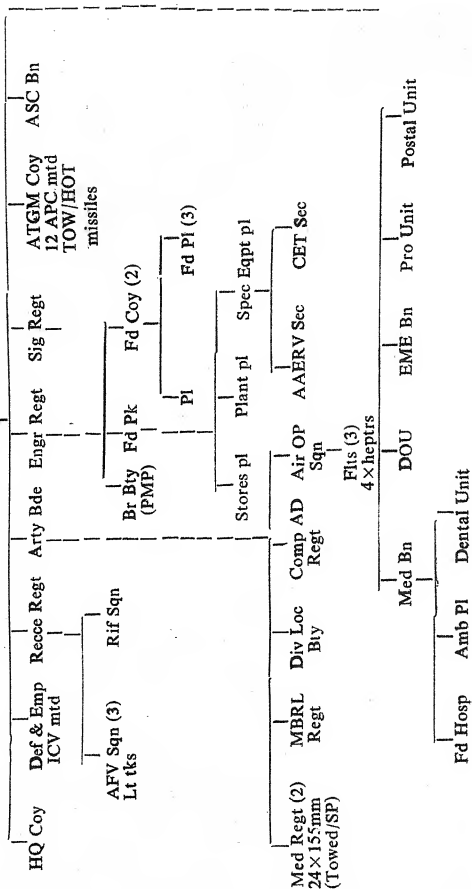 HQ Coy
Def & Emp
ICV mtd
Recce Regt
Arty Bde
Engr Regt
Sig Regt
ATGM Coy
12 APC mtd
TOW/HOT
missiles
ASC Bn
AFV Sqn (3)
Lt tks
Rif Sqn
Br Bty
(PMP)
Fd Pk
Fd Coy (2)
Pl
Fd Pl (3)
Stores pl
Plant pl
Spec Eqpt pl
AAERV Sec
CET Sec
Med Regt (2)
24×155mm
(Towed/SP)
MBRL
Regt
Div Loc
Bty
Comp AD
Regt
Air OP
Sqn
Flts (3)
4×heptrs
Med Bn
DOU
EME Bn
Pro Unit
Postal Unit
Fd Hosp
Amb Pl
Dental Unit